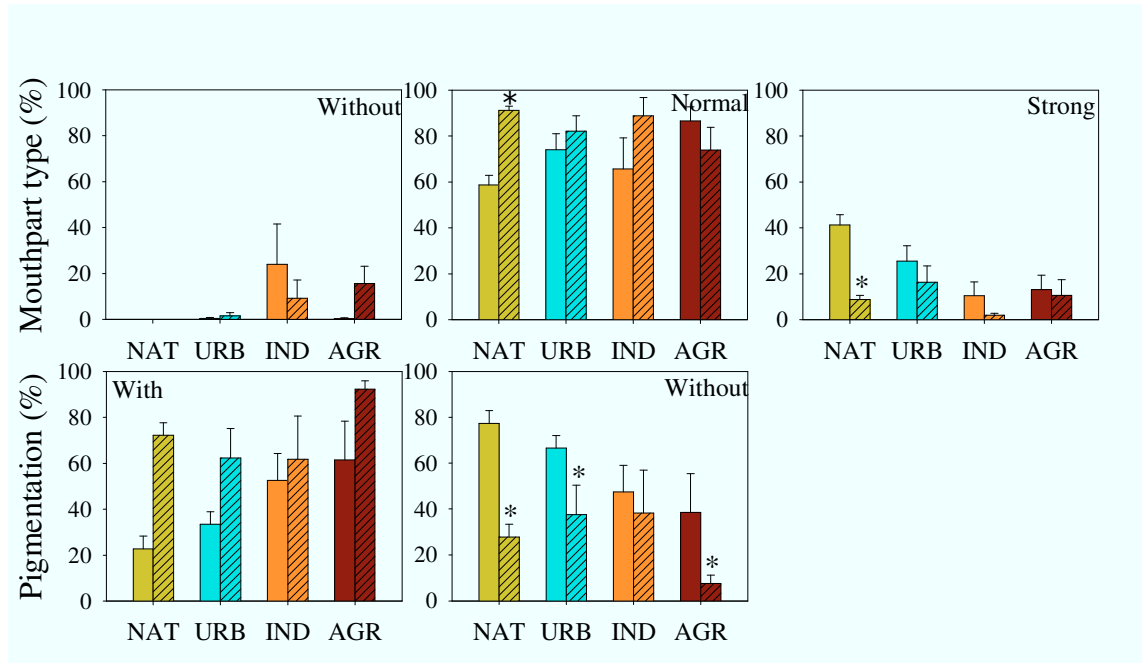 Mouthpart type (%)
100
80
60
40
20
0
Without
NAT URB IND AGR
100
80
60
40
20
0
*
Normal
NAT URB IND AGR
100
80
60
40
20
0
*
Strong
NAT URB IND AGR
Pigmentation (%)
100
80
60
40
20
0
With
NAT URB IND AGR
100
80
60
40
20
0
Without
*
*
*
NAT URB IND AGR